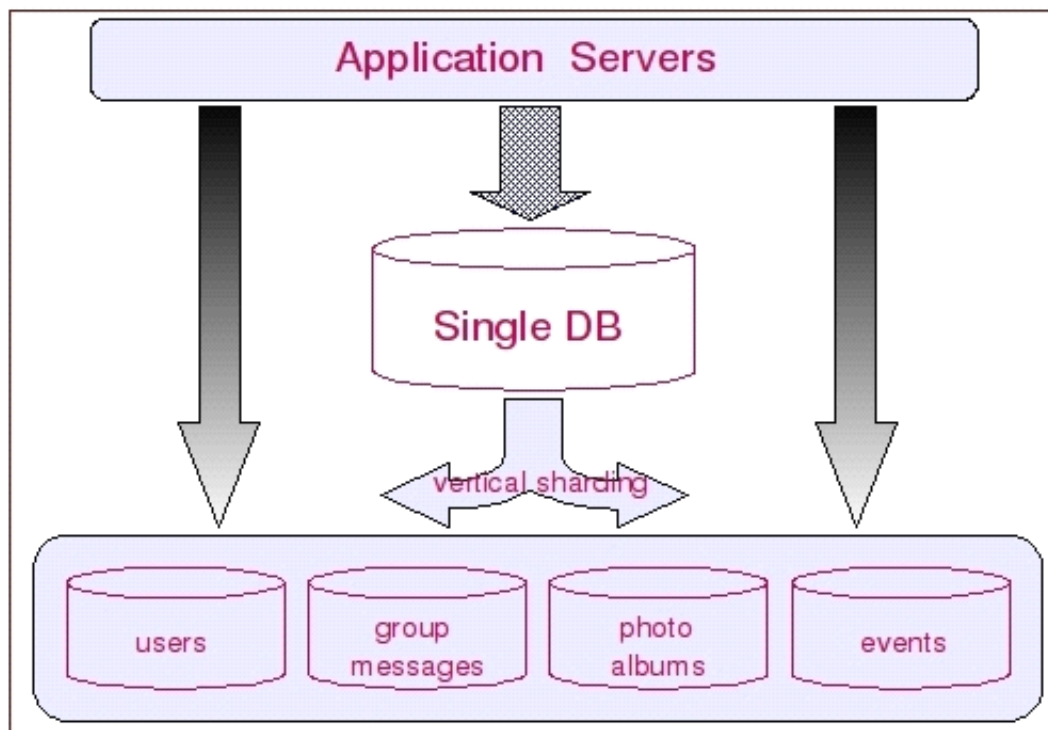 Application Servers
Single DB
vertical sharding
users
group
messages
photo
albums
events